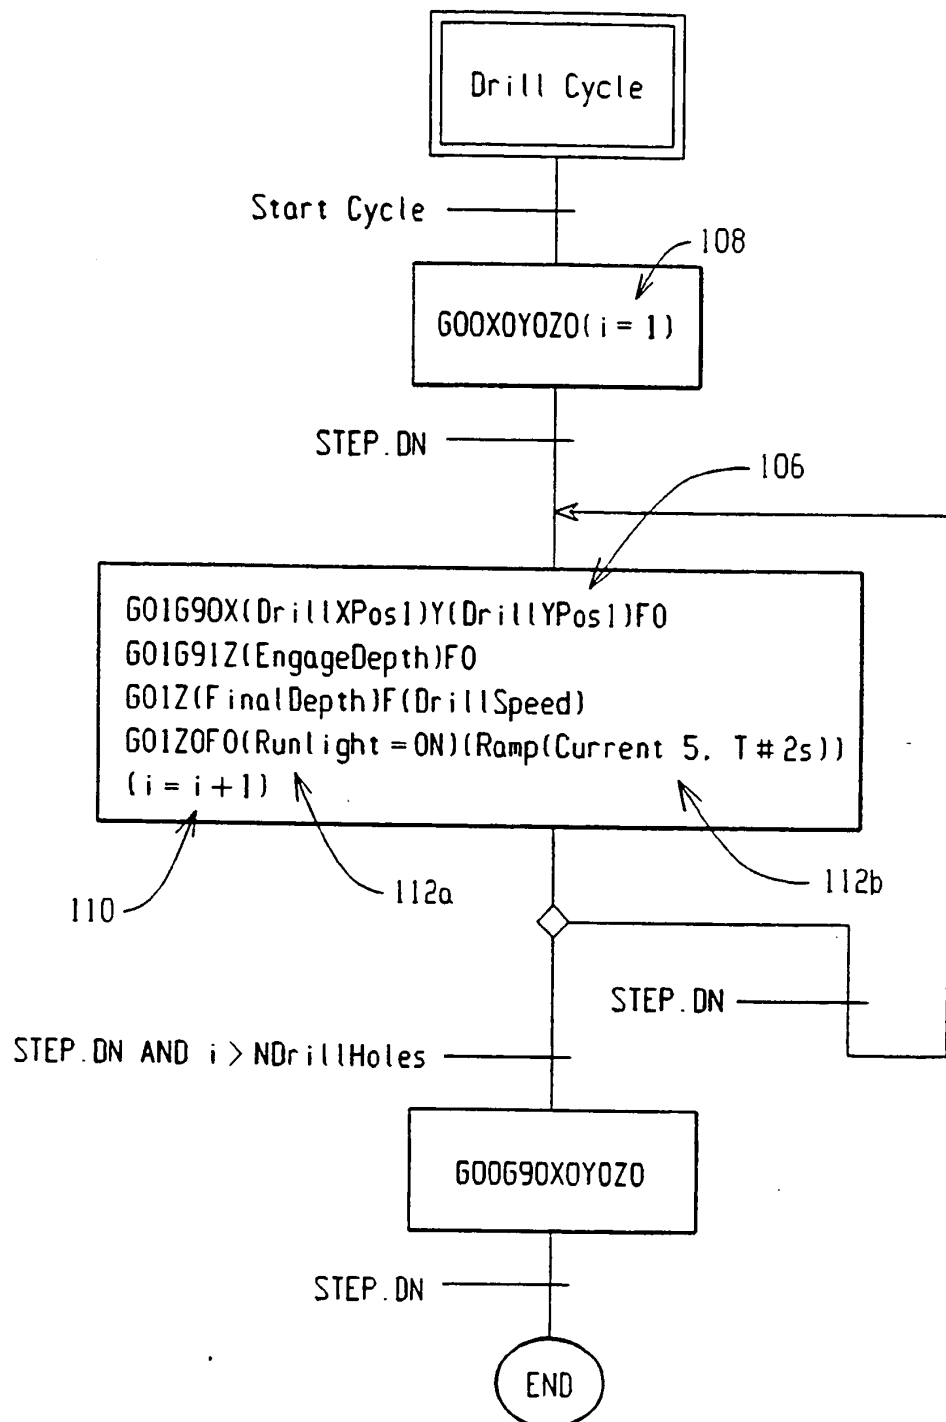 Drill Cycle
Start Cycle
108
G00X0Y0Z0(i = 1)
STEP.DN
106
G01G90X(DrillXPos1)Y(DrillYPos1)F0
G01G91Z(EngageDepth)F0
G01Z(FinalDepth)F(DrillSpeed)
G01Z0F0(Runlight = ON)(Ramp(Current 5. T # 2s))
(i = i + 1)
110
112a
112b
STEP.DN
STEP.DN AND i > NDrillHoles
G00G90X0Y0Z0
STEP.DN
END